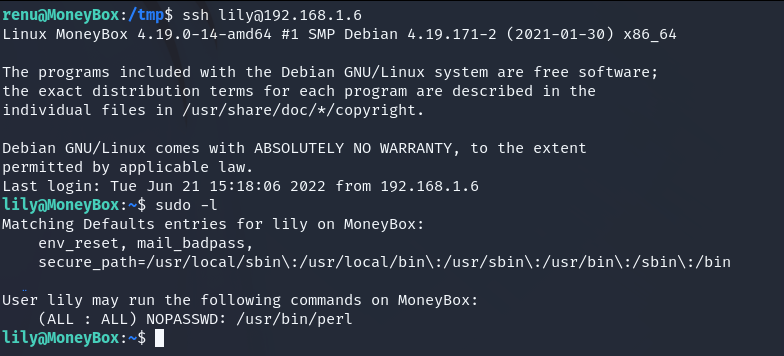 renu@MoneyBox:/tmp$ ssh lily@192.168.1.6
Linux MoneyBox 4.19.0-14-amd64 #1 SMP Debian 4.19.171-2 (2021-01-30) x86_64
The programs included with the Debian GNU/Linux system are free software;
the exact distribution terms for each program are described in the
individual files in /usr/share/doc/*/copyright.
Debian GNU/Linux comes with ABSOLUTELY NO WARRANTY, to the extent
permitted by applicable law.
Last login: Tue Jun 21 15:18:06 2022 from 192.168.1.6
lily@MoneyBox:~$ sudo -l
Matching Defaults entries for lily on MoneyBox:
    env_reset, mail_badpass,
    secure_path=/usr/local/sbin\:/usr/local/bin\:/usr/sbin\:/usr/bin\:/sbin\:/bin
User lily may run the following commands on MoneyBox:
    (ALL : ALL) NOPASSWD: /usr/bin/perl
lily@MoneyBox:~$